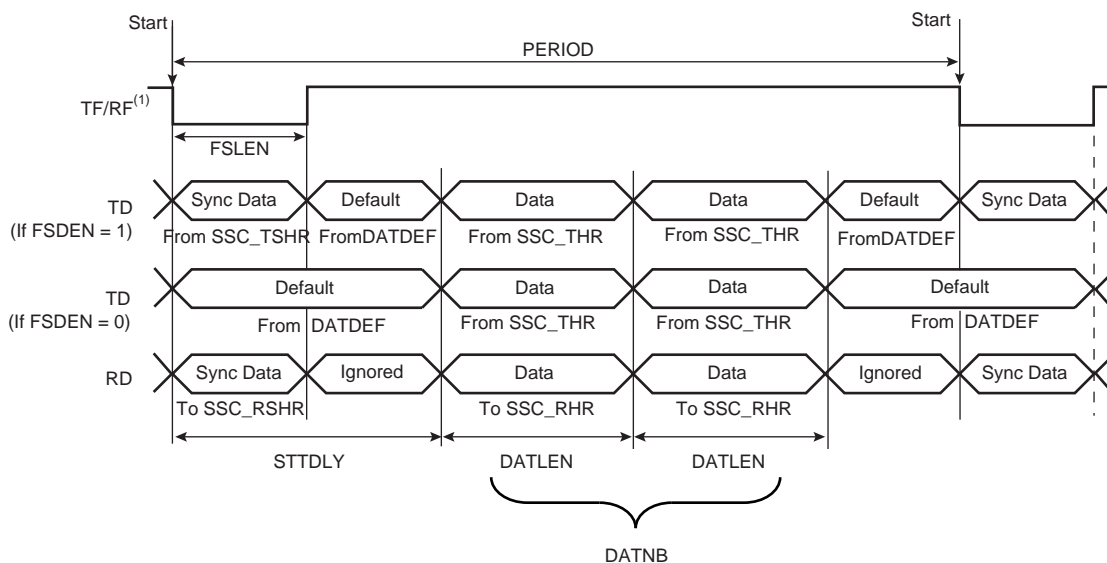 Start
Start
PERIOD
TF/RF(1)
FSLEN
TD
(If FSDEN = 1)
Sync Data
Default
Data
Data
Default
Sync Data
From SSC_TSHR
FromDATDEF
From SSC_THR
From SSC_THR
FromDATDEF
TD
(If FSDEN = 0)
Default
Data
Data
Default
From DATDEF
From SSC_THR
From SSC_THR
From DATDEF
RD
Sync Data
Ignored
Data
Data
Ignored
Sync Data
To SSC_RSHR
To SSC_RHR
To SSC_RHR
STTDLY
DATLEN
DATLEN
DATNB